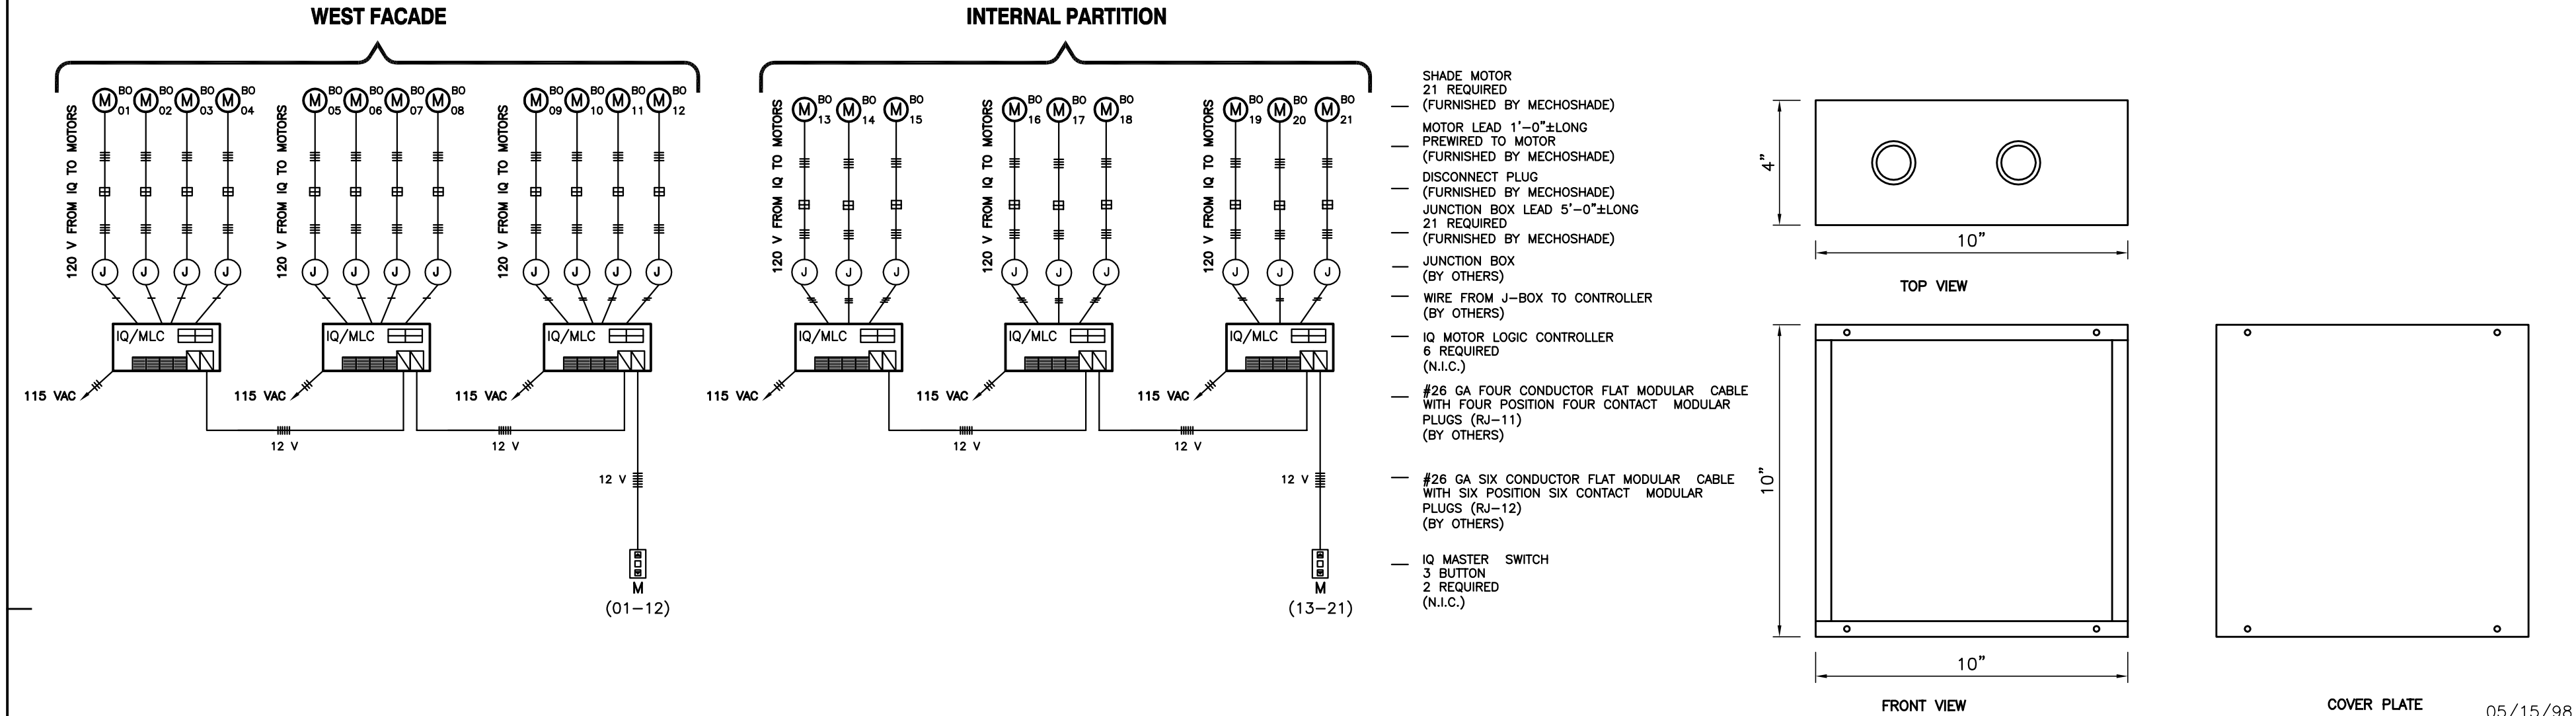 WEST FACADE
INTERNAL PARTITION
120 V FROM IQ TO MOTORS
M BO 01
M BO 02
M BO 03
M BO 04
J J J J
IQ/MLC
115 VAC
120 V FROM IQ TO MOTORS
M BO 05
M BO 06
M BO 07
M BO 08
J J J J
IQ/MLC
115 VAC
120 V FROM IQ TO MOTORS
M BO 09
M BO 10
M BO 11
M BO 12
J J J J
IQ/MLC
115 VAC
12 V
12 V
12 V
M
(01-12)
120 V FROM IQ TO MOTORS
M BO 13
M BO 14
M BO 15
J J J
IQ/MLC
115 VAC
120 V FROM IQ TO MOTORS
M BO 16
M BO 17
M BO 18
J J J
IQ/MLC
115 VAC
120 V FROM IQ TO MOTORS
M BO 19
M BO 20
M BO 21
J J J
IQ/MLC
115 VAC
12 V
12 V
12 V
M
(13-21)
SHADE MOTOR
21 REQUIRED
(FURNISHED BY MECHOSHADE)
MOTOR LEAD 1'-0"±LONG
PREWIRED TO MOTOR
(FURNISHED BY MECHOSHADE)
DISCONNECT PLUG
(FURNISHED BY MECHOSHADE)
JUNCTION BOX LEAD 5'-0"±LONG
21 REQUIRED
(FURNISHED BY MECHOSHADE)
JUNCTION BOX
(BY OTHERS)
WIRE FROM J-BOX TO CONTROLLER
(BY OTHERS)
IQ MOTOR LOGIC CONTROLLER
6 REQUIRED
(N.I.C.)
#26 GA FOUR CONDUCTOR FLAT MODULAR CABLE
WITH FOUR POSITION FOUR CONTACT MODULAR
PLUGS (RJ-11)
(BY OTHERS)
#26 GA SIX CONDUCTOR FLAT MODULAR CABLE
WITH SIX POSITION SIX CONTACT MODULAR
PLUGS (RJ-12)
(BY OTHERS)
IQ MASTER SWITCH
3 BUTTON
2 REQUIRED
(N.I.C.)
4"
10"
TOP VIEW
10"
10"
FRONT VIEW
COVER PLATE
05/15/98